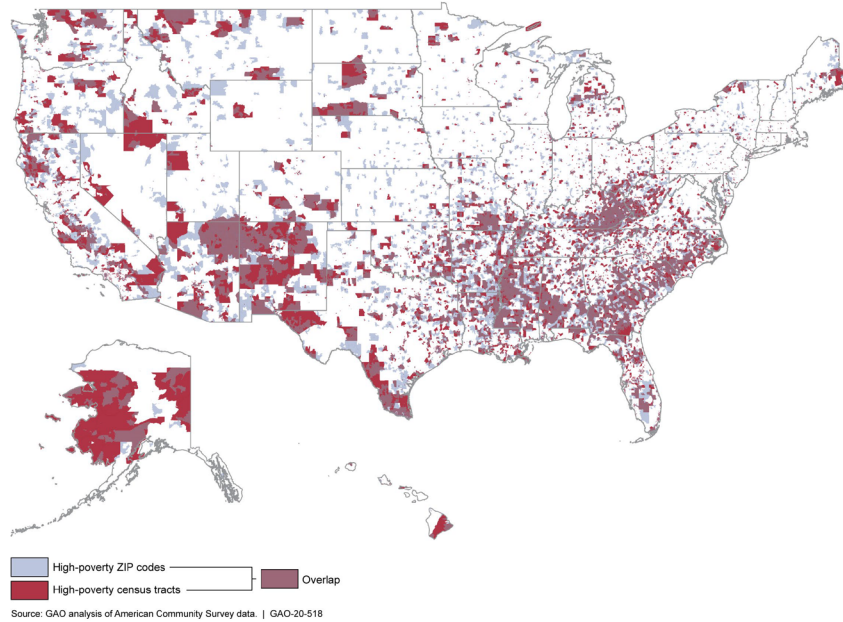 High-poverty ZIP codes
High-poverty census tracts
Overlap
Source: GAO analysis of American Community Survey data. | GAO-20-518